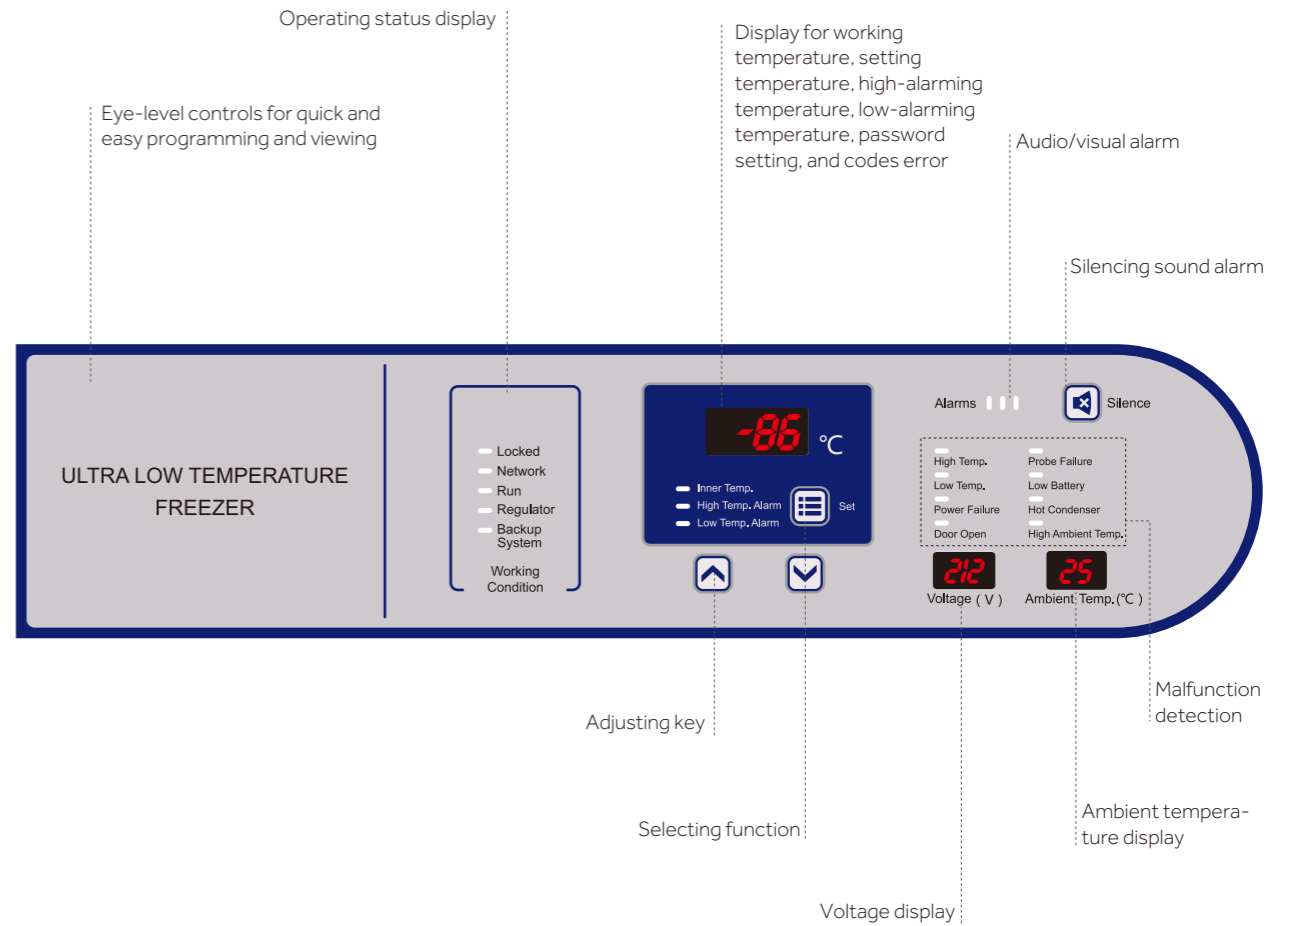 Operating status display
Display for working
temperature, setting
temperature, high-alarming
temperature, low-alarming
temperature, password
setting, and codes error
Eye-level controls for quick and
easy programming and viewing
Audio/visual alarm
Silencing sound alarm
ULTRA LOW TEMPERATURE
FREEZER
Locked
Network
Run
Regulator
Backup
System
Working
Condition
-86 °C
Inner Temp.
High Temp. Alarm
Low Temp. Alarm
Set
Alarms
Silence
High Temp.
Probe Failure
Low Temp.
Low Battery
Power Failure
Hot Condenser
Door Open
High Ambient Temp.
212
25
Voltage ( V )
Ambient Temp. (°C )
Malfunction
detection
Adjusting key
Selecting function
Ambient tempera-
ture display
Voltage display